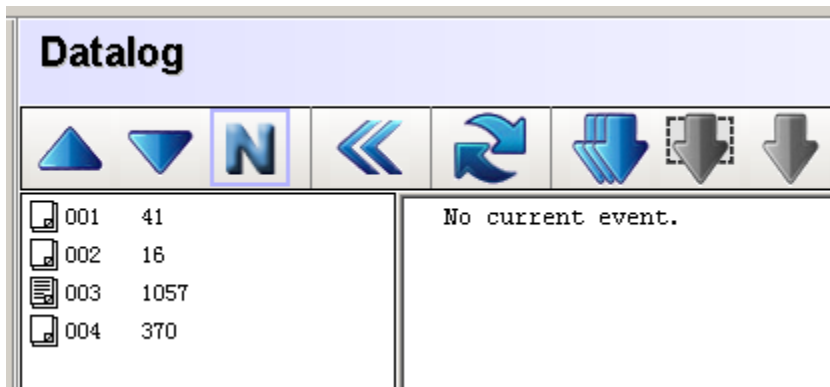 Datalog
N
001 41
002 16
003 1057
004 370
No current event.